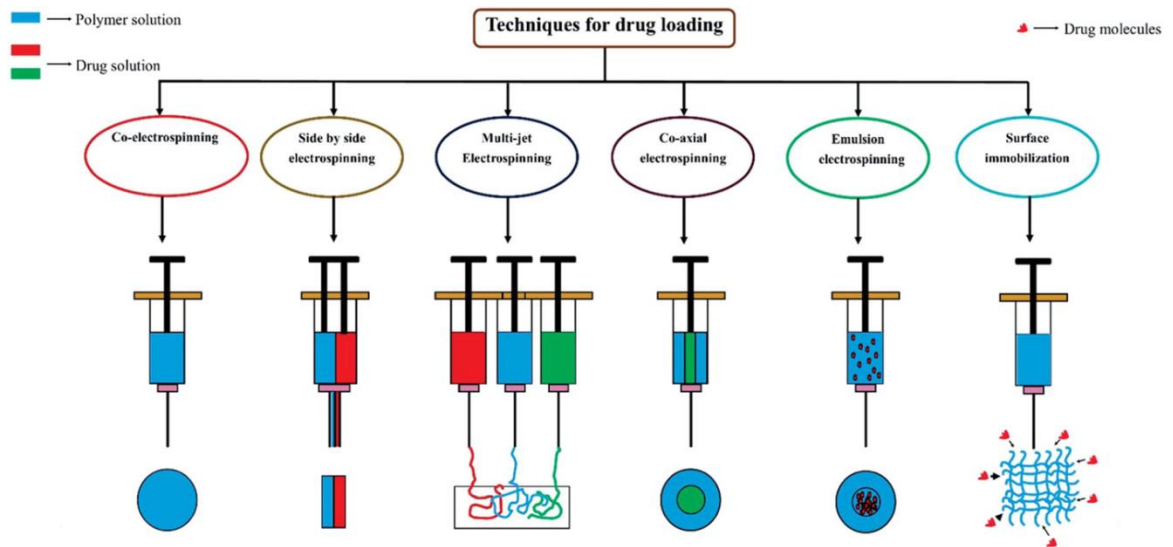 Techniques for drug loading
Polymer solution
Drug solution
Drug molecules
Co-electrospinning
Side by side
electrospinning
Multi-jet
Electrospinning
Co-axial
electrospinning
Emulsion
electrospinning
Surface
immobilization